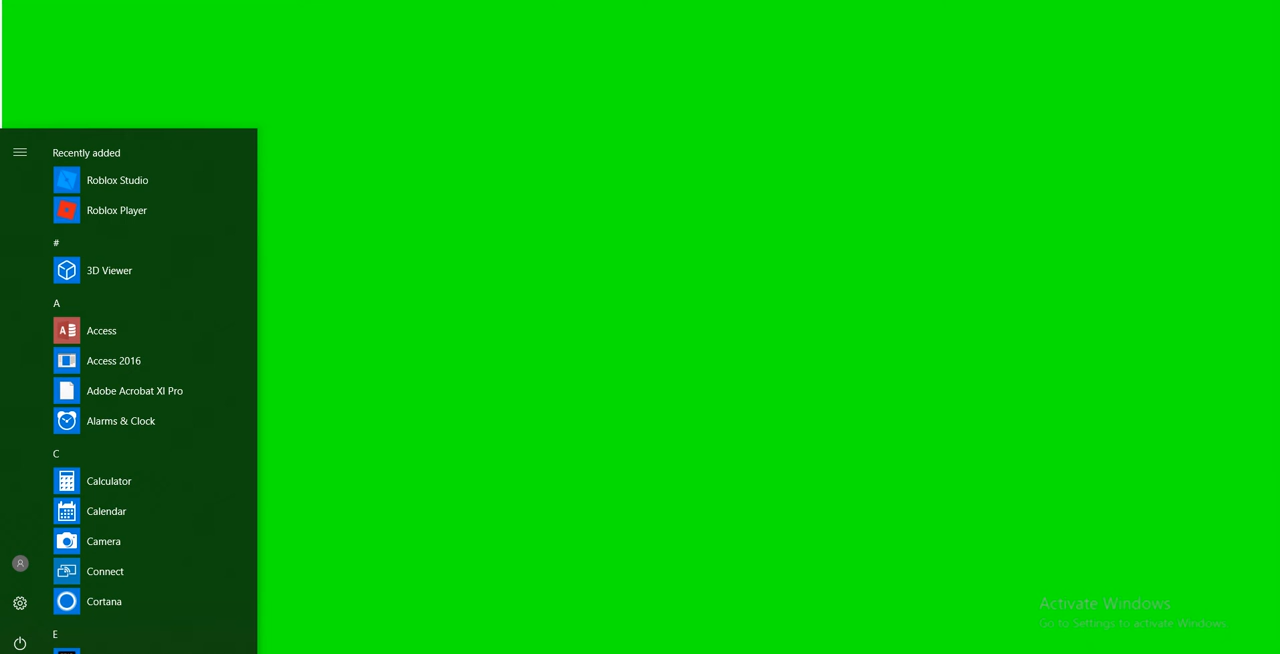 Recently added
Roblox Studio
Roblox Player
#
3D Viewer
A
Access
Access 2016
Adobe Acrobat XI Pro
Alarms & Clock
C
Calculator
Calendar
Camera
Connect
Cortana
E
Activate Windows
Go to Settings to activate Windows.